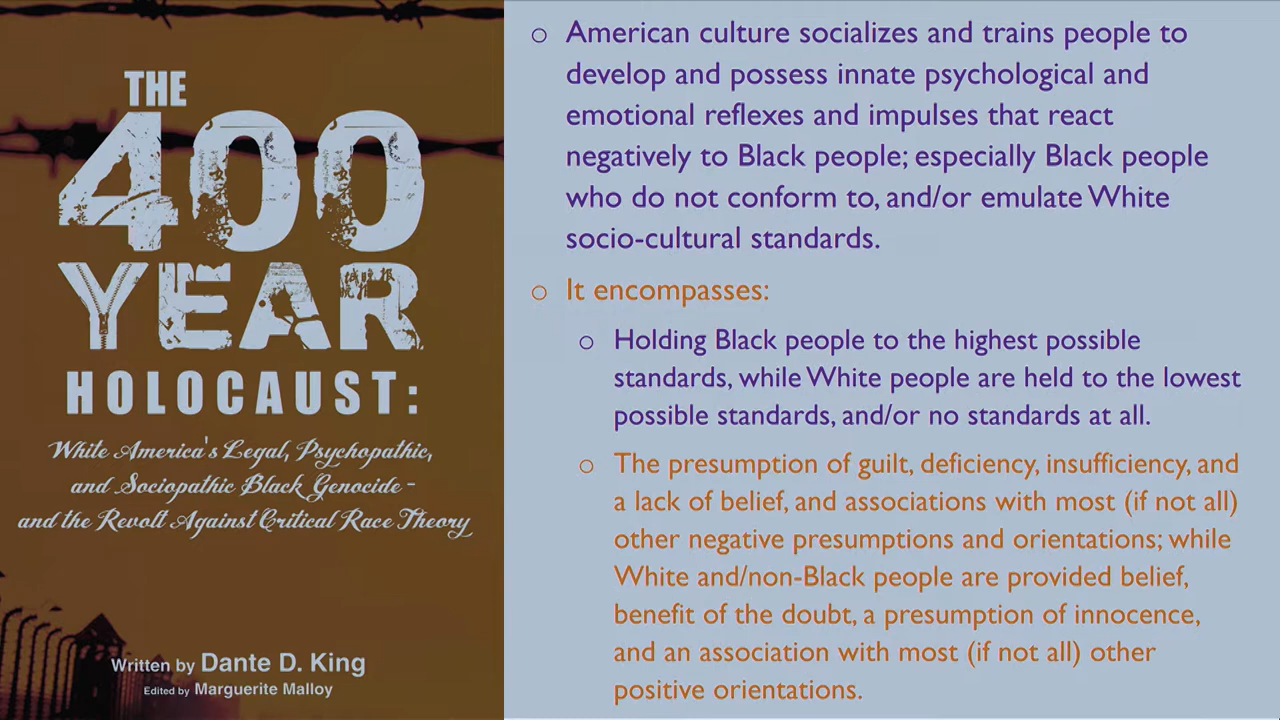 THE
400
YEAR
HOLOCAUST:
White America's Legal, Psychopathic,
and Sociopathic Black Genocide -
and the Revolt Against Critical Race Theory
Written by Dante D. King
Edited by Marguerite Malloy
○ American culture socializes and trains people to
develop and possess innate psychological and
emotional reflexes and impulses that react
negatively to Black people; especially Black people
who do not conform to, and/or emulate White
socio-cultural standards.
○ It encompasses:
○ Holding Black people to the highest possible
standards, while White people are held to the lowest
possible standards, and/or no standards at all.
○ The presumption of guilt, deficiency, insufficiency, and
a lack of belief, and associations with most (if not all)
other negative presumptions and orientations; while
White and/non-Black people are provided belief,
benefit of the doubt, a presumption of innocence,
and an association with most (if not all) other
positive orientations.